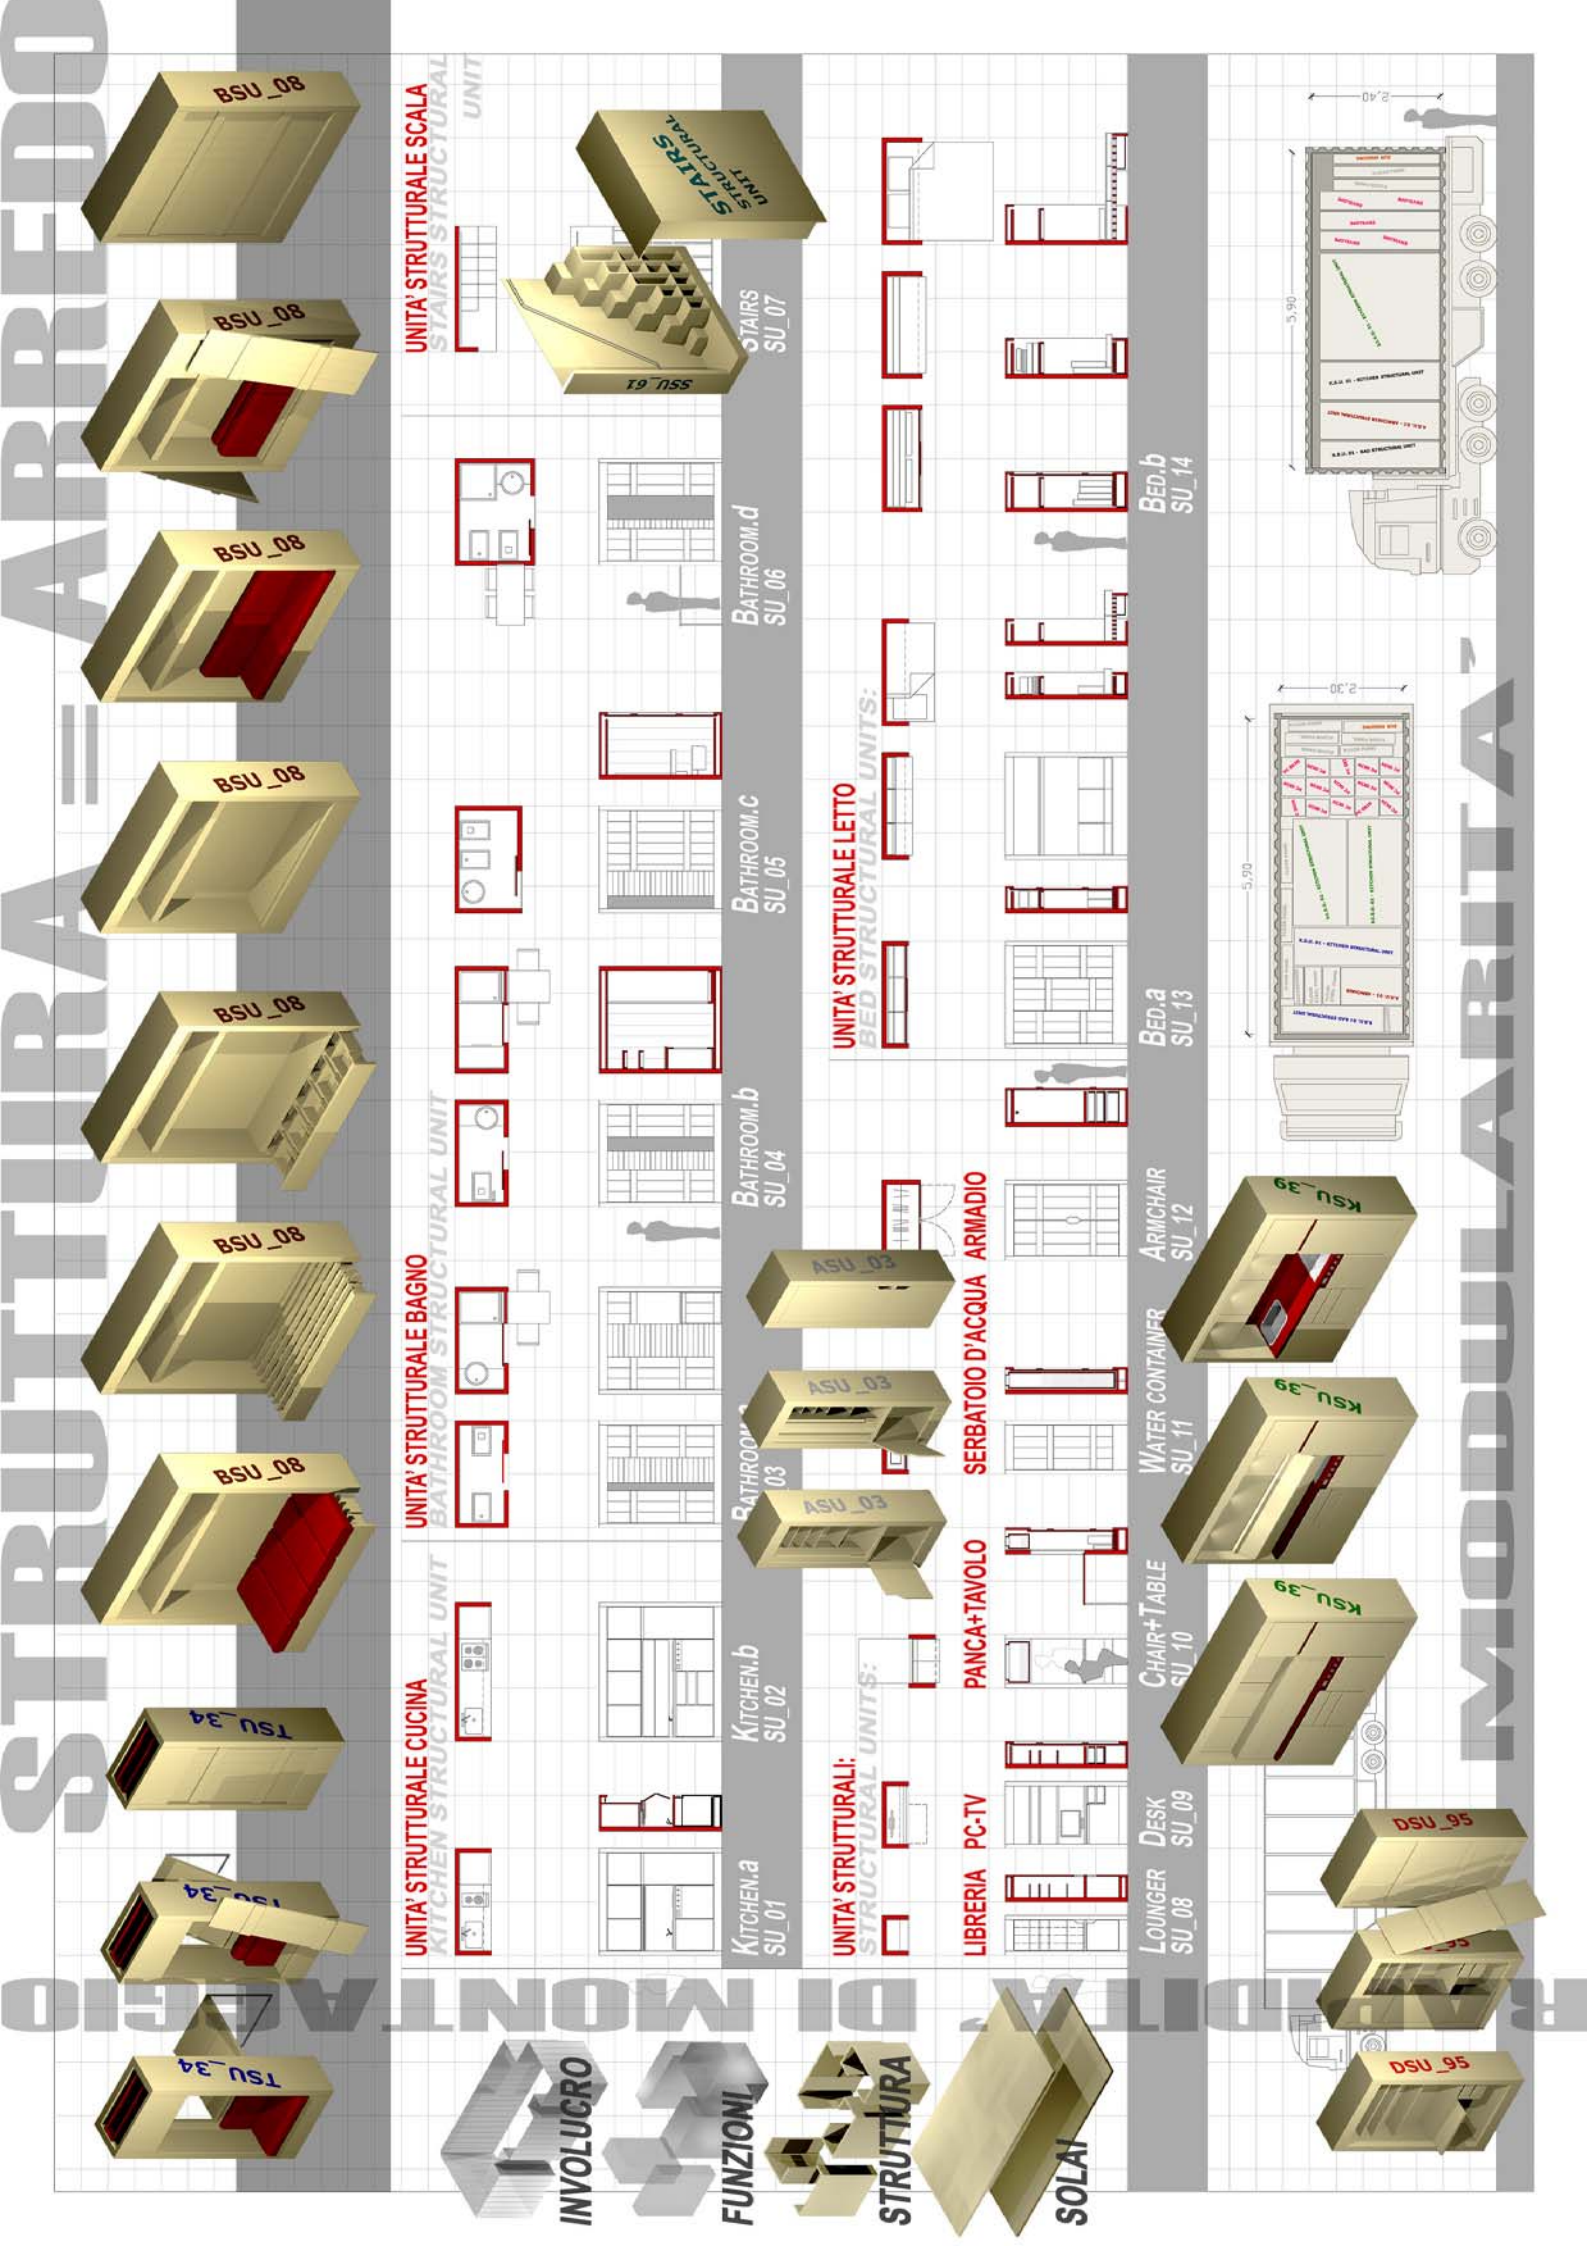 STRUTTURA = ARREDO
TSU_34
TSU_34
TSU_34
BSU_08
BSU_08
BSU_08
BSU_08
BSU_08
BSU_08
BSU_08
UNITA' STRUTTURALE CUCINA
KITCHEN STRUCTURAL UNIT
UNITA' STRUTTURALE BAGNO
BATHROOM STRUCTURAL UNIT
UNITA' STRUTTURALE SCALA
STAIRS STRUCTURAL
UNIT
SSU_61
STAIRS
STRUCTURAL
UNIT
KITCHEN.a
SU_01
KITCHEN.b
SU_02
03
BATHROOM.b
SU_04
BATHROOM.c
SU_05
BATHROOM.d
SU_06
STAIRS
SU_07
ASU_03
ASU_03
ASU_03
UNITA' STRUTTURALI:
STRUCTURAL UNITS:
UNITA' STRUTTURALE LETTO
BED STRUCTURAL UNITS:
LIBRERIA
PC-TV
PANCA+TAVOLO
SERBATOIO D'ACQUA
ARMADIO
LOUNGER
SU_08
DESK
SU_09
CHAIR+TABLE
SU_10
WATER CONTAINER
SU_11
ARMCHAIR
SU_12
BED.a
SU_13
BED.b
SU_14
KSU_39
KSU_39
KSU_39
DSU_95
DSU_95
5,90
2,30
5,90
2,40
INVOLUCRO
FUNZIONI
STRUTTURA
SOLAI
RAPIDITA' DI MONTAGGIO
MODULARITA'